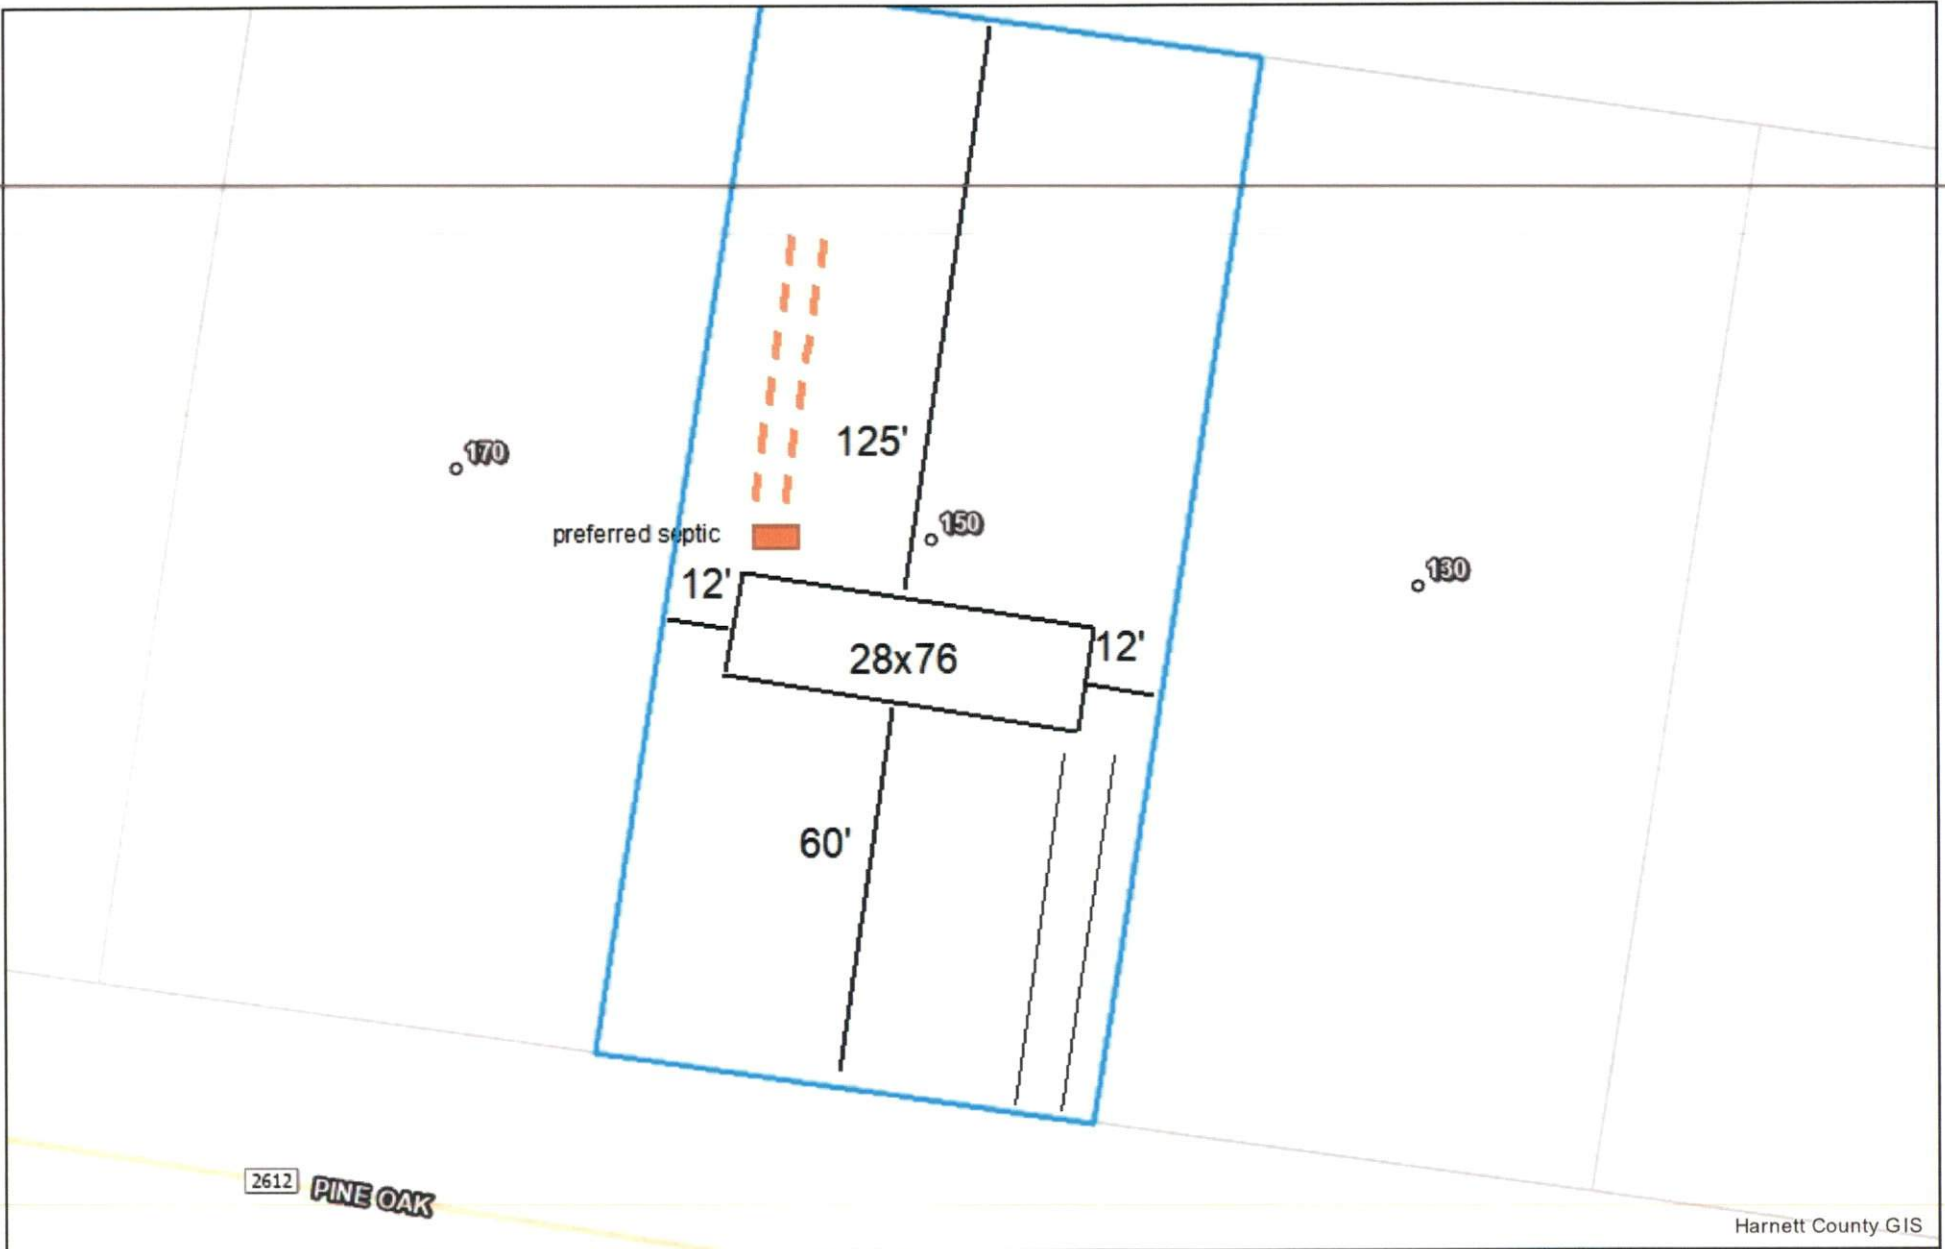 125'
170
150
preferred septic
130
12'
12'
28x76
60'
2612
PINE OAK
Harnett County GIS